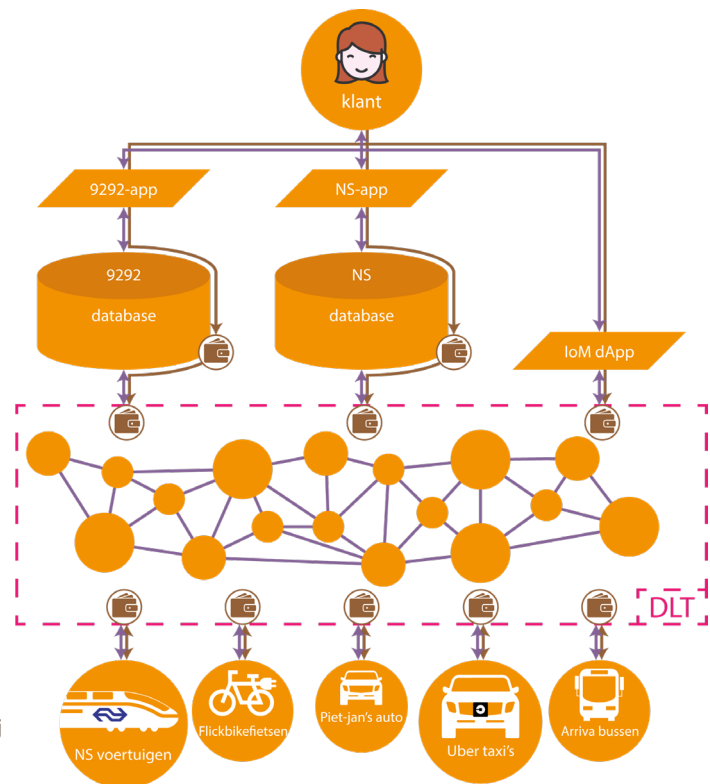 klant
9292-app
NS-app
9292
database
NS
database
IoM dApp
DLT
NS voertuigen
Flickbikefietsen
Piet-jan's auto
Uber taxi's
Arriva bussen
i